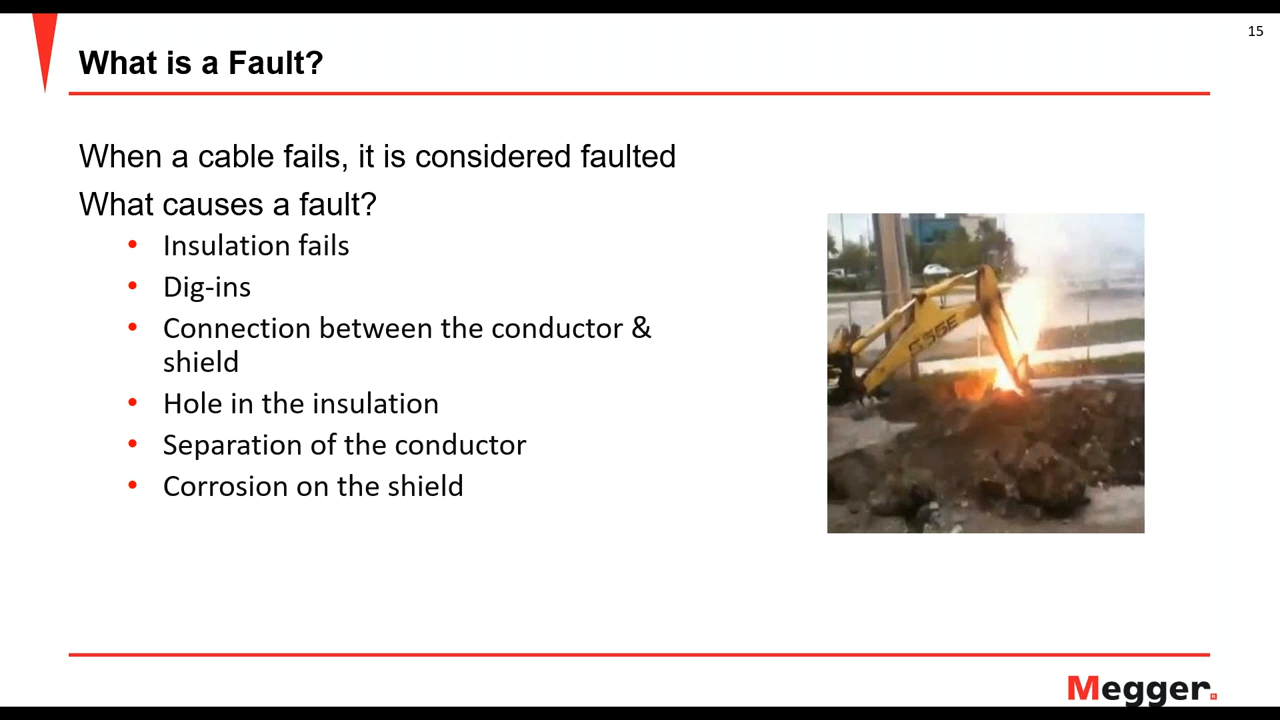 15
What is a Fault?
When a cable fails, it is considered faulted
What causes a fault?
• Insulation fails
• Dig-ins
• Connection between the conductor &
shield
• Hole in the insulation
• Separation of the conductor
• Corrosion on the shield
Megger.